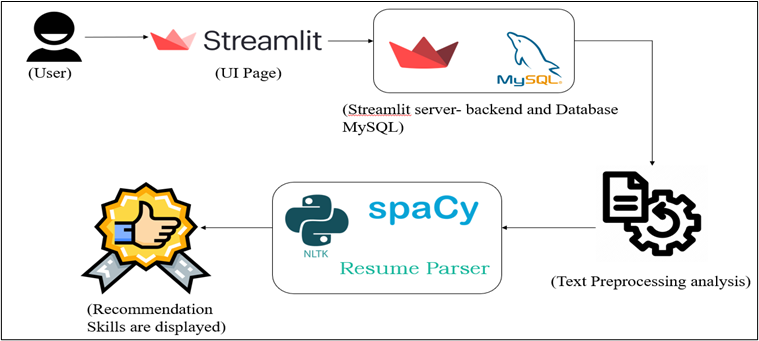 Streamlit
(User)
(UI Page)
MySQL®
(Streamlit server- backend and Database
MySQL)
spaCy
NLTK
Resume Parser
(Text Preprocessing analysis)
(Recommendation
Skills are displayed)